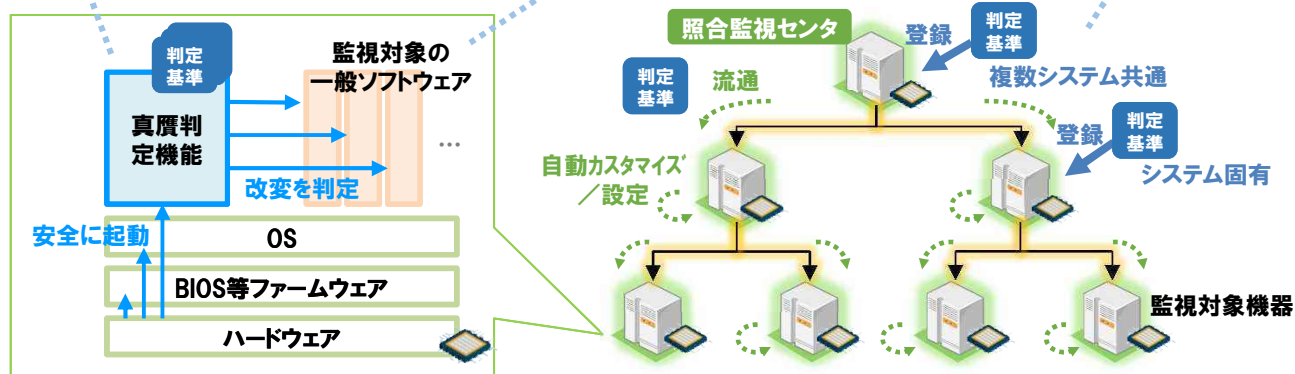 判定
基準
監視対象の
一般ソフトウェア
真贋判
定機能
...
改変を判定
安全に起動
OS
BIOS等ファームウェア
ハードウェア
照合監視センタ
登録
判定
基準
複数システム共通
判定
基準
流通
登録
判定
基準
システム固有
自動カスタマイズ
／設定
監視対象機器